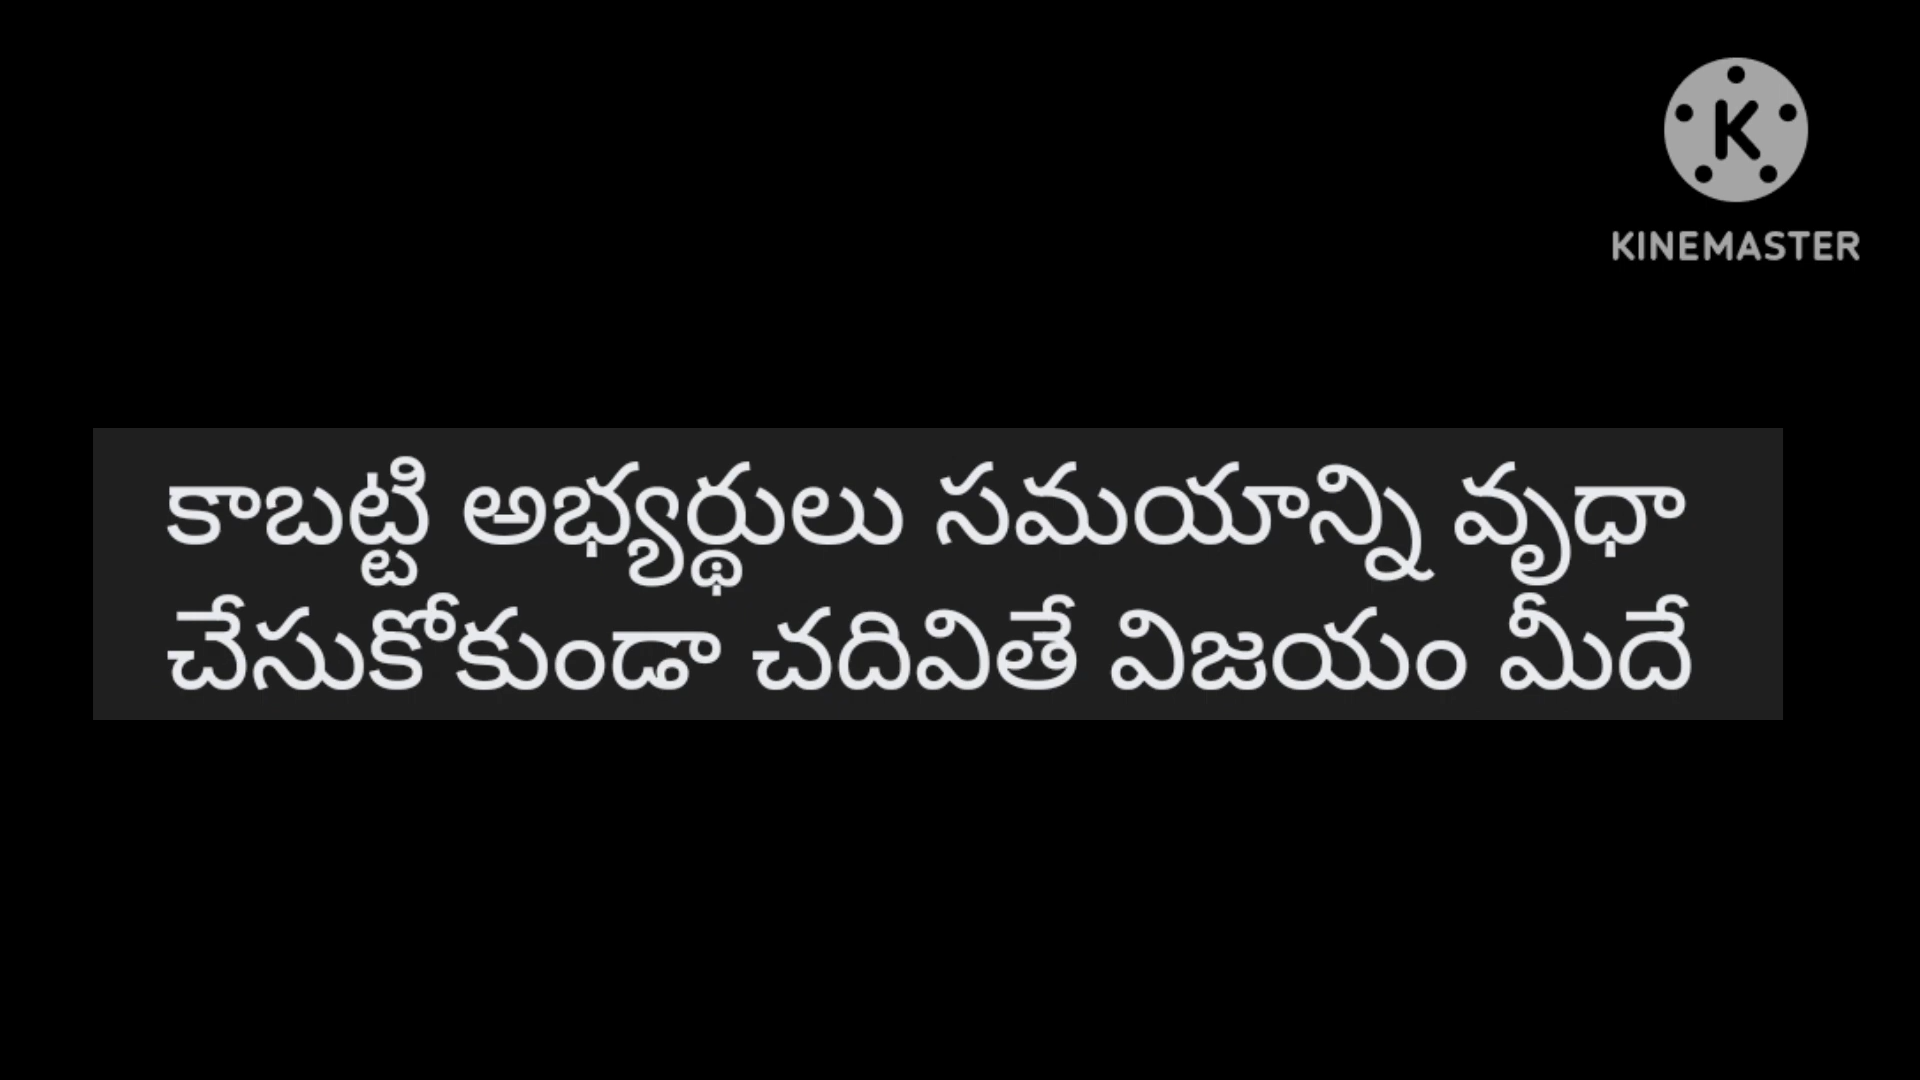 KINEMASTER
కాబట్టి అభ్యర్థులు సమయాన్ని వృధా
చేసుకోకుండా చదివితే విజయం మీదే